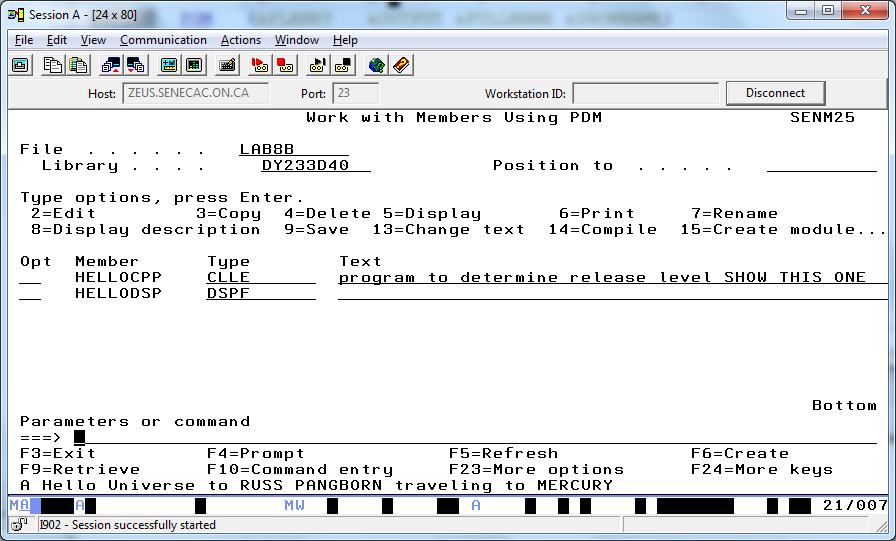 Session A - [24 x 80]
File Edit View Communication Actions Window Help
Host: ZEUS.SENECAC.ON.CA Port: 23 Workstation ID: Disconnect
Work with Members Using PDM SENM25
File . . . . . . LAB8B
Library . . . . DY233D40 Position to . . . . .
Type options, press Enter.
2=Edit 3=Copy 4=Delete 5=Display 6=Print 7=Rename
8=Display description 9=Save 13=Change text 14=Compile 15=Create module...
Opt Member Type Text
HELLOCPP CLLE program to determine release level SHOW THIS ONE
HELLODSP DSPF
Bottom
Parameters or command
===>
F3=Exit F4=Prompt F5=Refresh F6=Create
F9=Retrieve F10=Command entry F23=More options F24=More keys
A Hello Universe to RUSS PANGBORN traveling to MERCURY
MA A MW A 21/007
I902 - Session successfully started